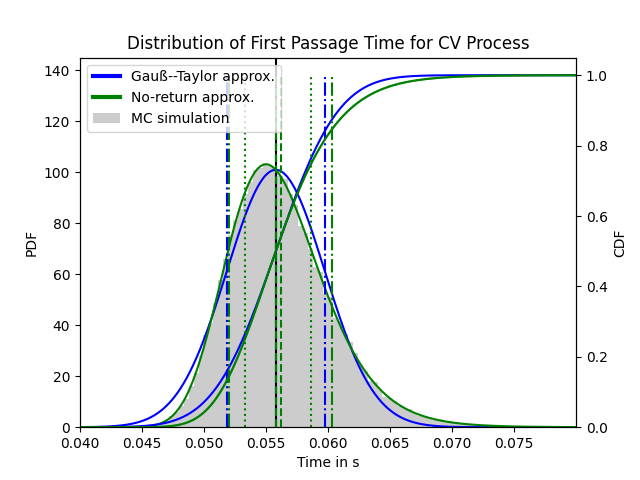 Distribution of First Passage Time for CV Process
Gauß--Taylor approx.
No-return approx.
MC simulation
140
120
100
80
60
40
20
0
PDF
1.0
0.8
0.6
0.4
0.2
0.0
CDF
0.040 0.045 0.050 0.055 0.060 0.065 0.070 0.075
Time in s